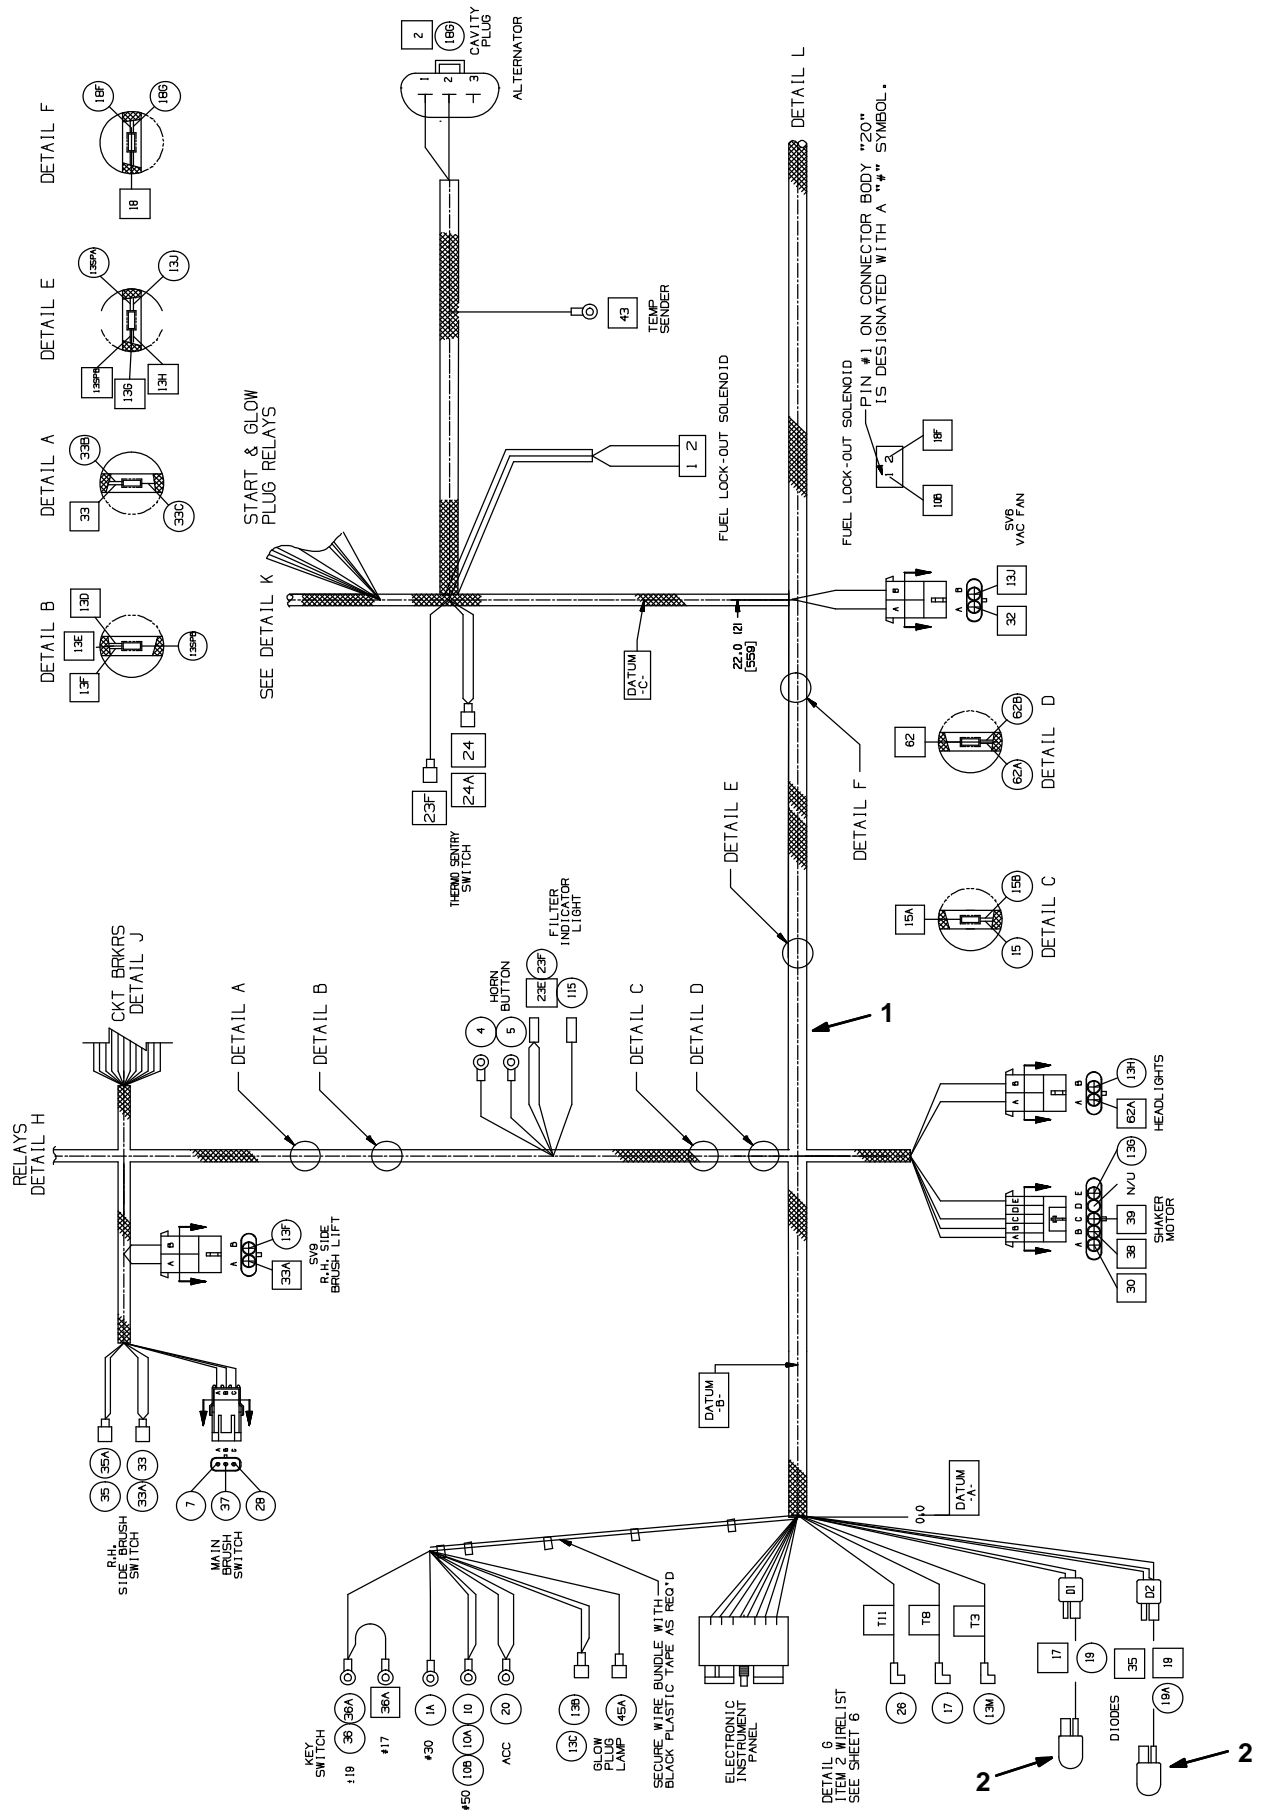 DETAIL F
18F
18G
18
DETAIL E
13SPA
13J
13SPB
13G
13H
DETAIL A
33B
33
33C
DETAIL B
13D
13E
13F
13SPB
2
18G
CAVITY
PLUG
1
2
3
ALTERNATOR
43
TEMP
SENDER
START & GLOW
PLUG RELAYS
SEE DETAIL K
1 2
FUEL LOCK-OUT SOLENOID
23F
24
24A
THERMO SENTRY
SWITCH
DATUM
-C-
22.0 (2)
[559]
DETAIL L
PIN #1 ON CONNECTOR BODY "20"
IS DESIGNATED WITH A "#" SYMBOL.
FUEL LOCK-OUT SOLENOID
1 2
18F
10B
A B
A B
13J
32
SV6
VAC FAN
DETAIL E
DETAIL F
62
62B
62A
DETAIL D
15A
15B
15
DETAIL C
RELAYS
DETAIL H
CKT BRKRS
DETAIL J
DETAIL A
DETAIL B
HORN
BUTTON
4
5
23E
23F
115
FILTER
INDICATOR
LIGHT
DETAIL C
DETAIL D
1
A B
A B
13H
62A
HEADLIGHTS
A B C D E
A B C D E
13G
N/U
39
38
30
SHAKER
MOTOR
A B
A B
13F
33A
SV9
R.H. SIDE
BRUSH LIFT
35A
35
33
33A
R.H.
SIDE BRUSH
SWITCH
A B C
A B C
7
37
28
MAIN
BRUSH
SWITCH
DATUM
-B-
0.0
DATUM
-A-
KEY
SWITCH
36A
36
±19
36A
#17
1A
#30
10
10A
10B
#50
20
ACC
13B
13C
GLOW
PLUG
LAMP
45A
SECURE WIRE BUNDLE WITH
BLACK PLASTIC TAPE AS REQ'D
ELECTRONIC
INSTRUMENT
PANEL
T11
T8
T3
26
17
13M
DETAIL G
ITEM 2 WIRELIST
SEE SHEET 6
D1
D2
17
19
35
19
19A
DIODES
2
2